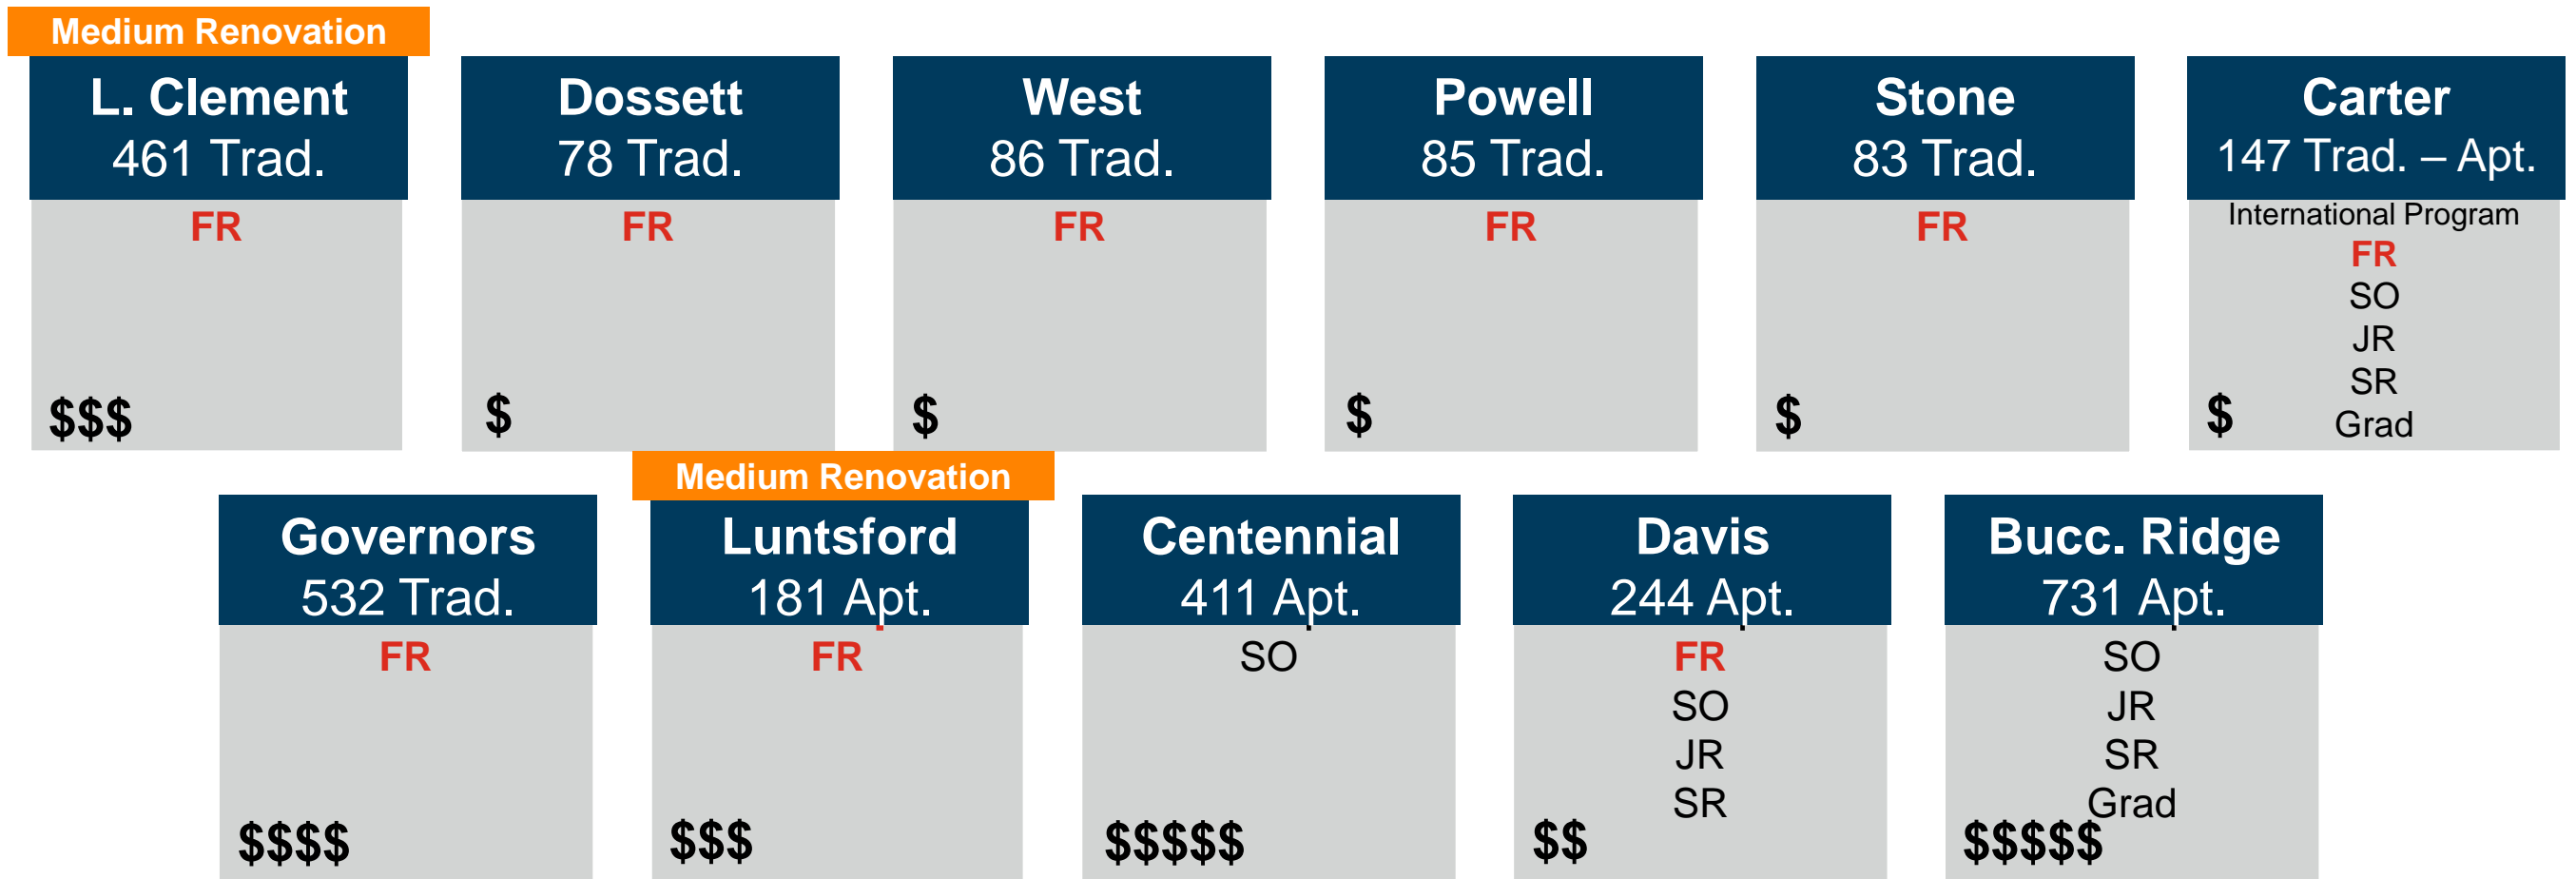 Medium Renovation
L. Clement
461 Trad.
FR
$$$
Dossett
78 Trad.
FR
$
West
86 Trad.
FR
$
Powell
85 Trad.
FR
$
Stone
83 Trad.
FR
$
Carter
147 Trad. – Apt.
International Program
FR
SO
JR
SR
Grad
$
Governors
532 Trad.
FR
$$$$
Medium Renovation
Luntsford
181 Apt.
FR
$$$
Centennial
411 Apt.
SO
$$$$$
Davis
244 Apt.
FR
SO
JR
SR
$$
Bucc. Ridge
731 Apt.
SO
JR
SR
Grad
$$$$$